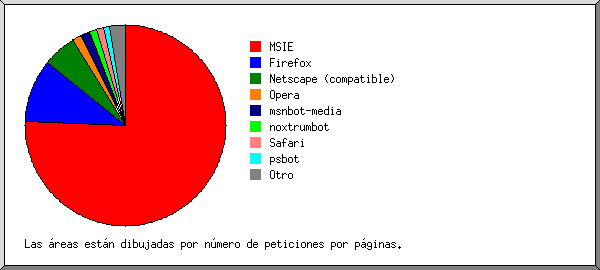 MSIE
Firefox
Netscape (compatible)
Opera
msnbot-media
noxtrumbot
Safari
psbot
Otro
Las áreas están dibujadas por número de peticiones por páginas.